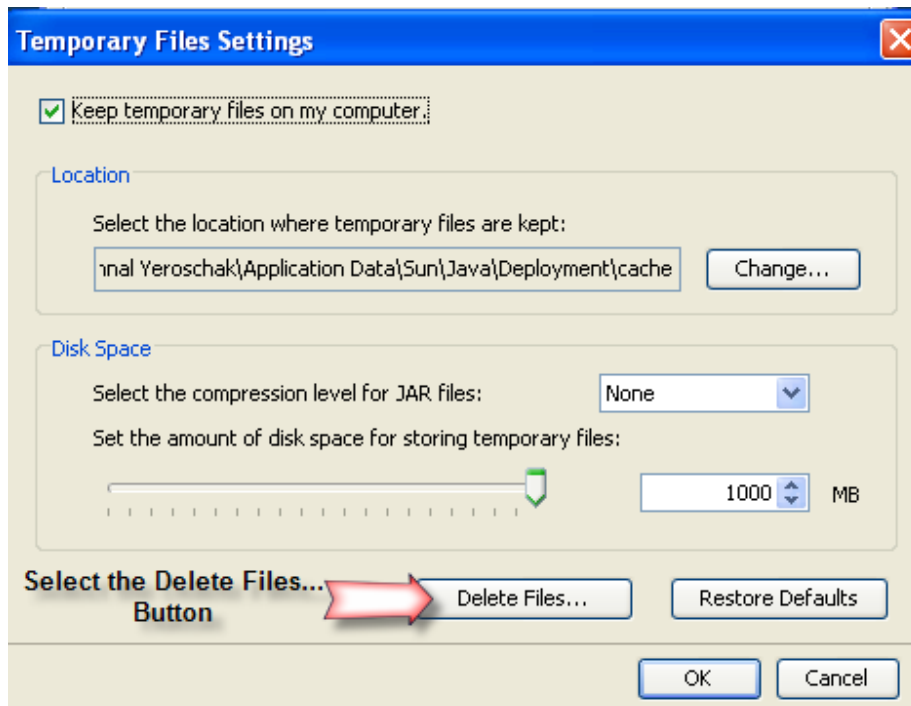 Temporary Files Settings
Keep temporary files on my computer.
Location
Select the location where temporary files are kept:
Yeroschak\Application Data\Sun\Java\Deployment\cache
Change...
Disk Space
Select the compression level for JAR files:
None
Set the amount of disk space for storing temporary files:
1000
MB
Select the Delete Files...
Button
Delete Files...
Restore Defaults
OK
Cancel